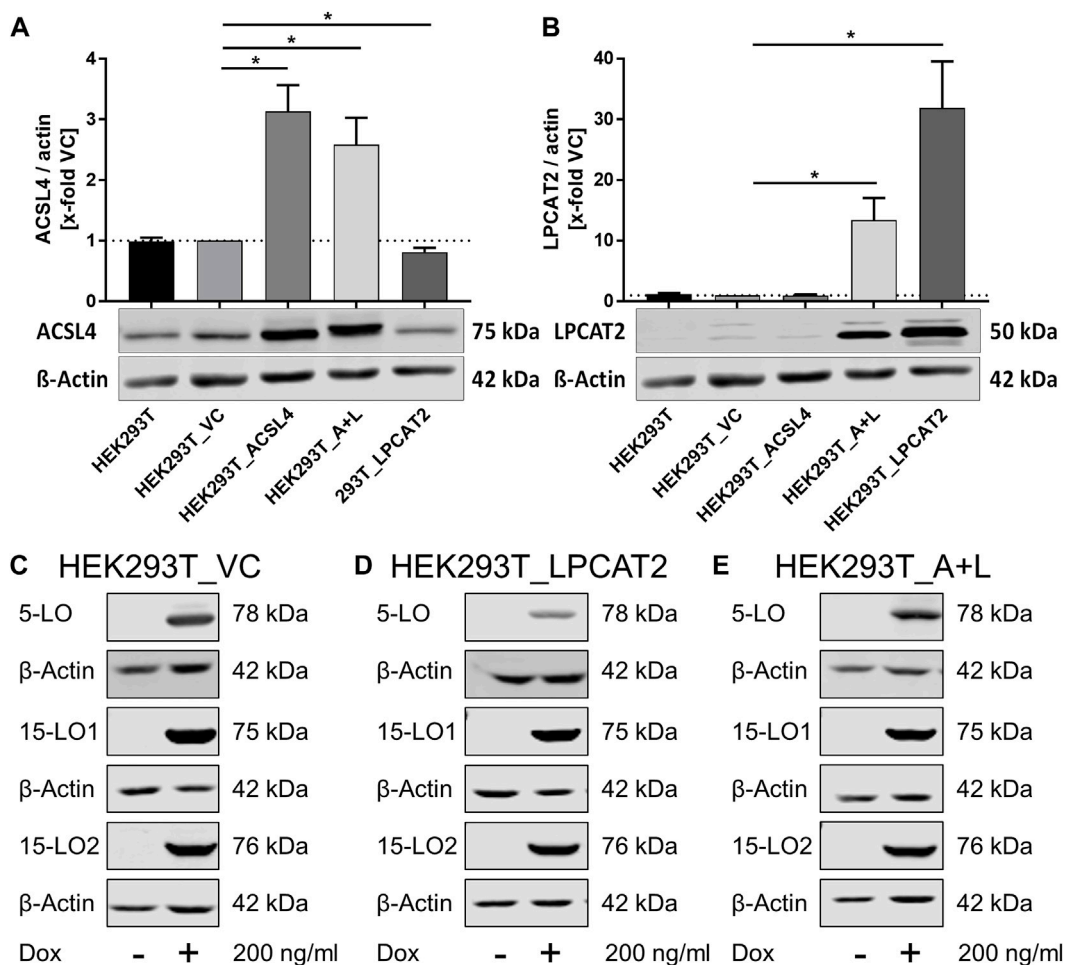 A
B
*
*
*
*
*
ACSL4 / actin
[x-fold VC]
4
3
2
1
0
LPCAT2 / actin
[x-fold VC]
40
30
20
10
0
ACSL4
75 kDa
ß-Actin
42 kDa
LPCAT2
50 kDa
ß-Actin
42 kDa
HEK293T
HEK293T_VC
HEK293T_ACSL4
HEK293T_A+L
293T_LPCAT2
HEK293T
HEK293T_VC
HEK293T_ACSL4
HEK293T_A+L
HEK293T_LPCAT2
C HEK293T_VC
5-LO 78 kDa
β-Actin 42 kDa
15-LO1 75 kDa
β-Actin 42 kDa
15-LO2 76 kDa
β-Actin 42 kDa
Dox - + 200 ng/ml
D HEK293T_LPCAT2
5-LO 78 kDa
β-Actin 42 kDa
15-LO1 75 kDa
β-Actin 42 kDa
15-LO2 76 kDa
β-Actin 42 kDa
Dox - + 200 ng/ml
E HEK293T_A+L
5-LO 78 kDa
β-Actin 42 kDa
15-LO1 75 kDa
β-Actin 42 kDa
15-LO2 76 kDa
β-Actin 42 kDa
Dox - + 200 ng/ml